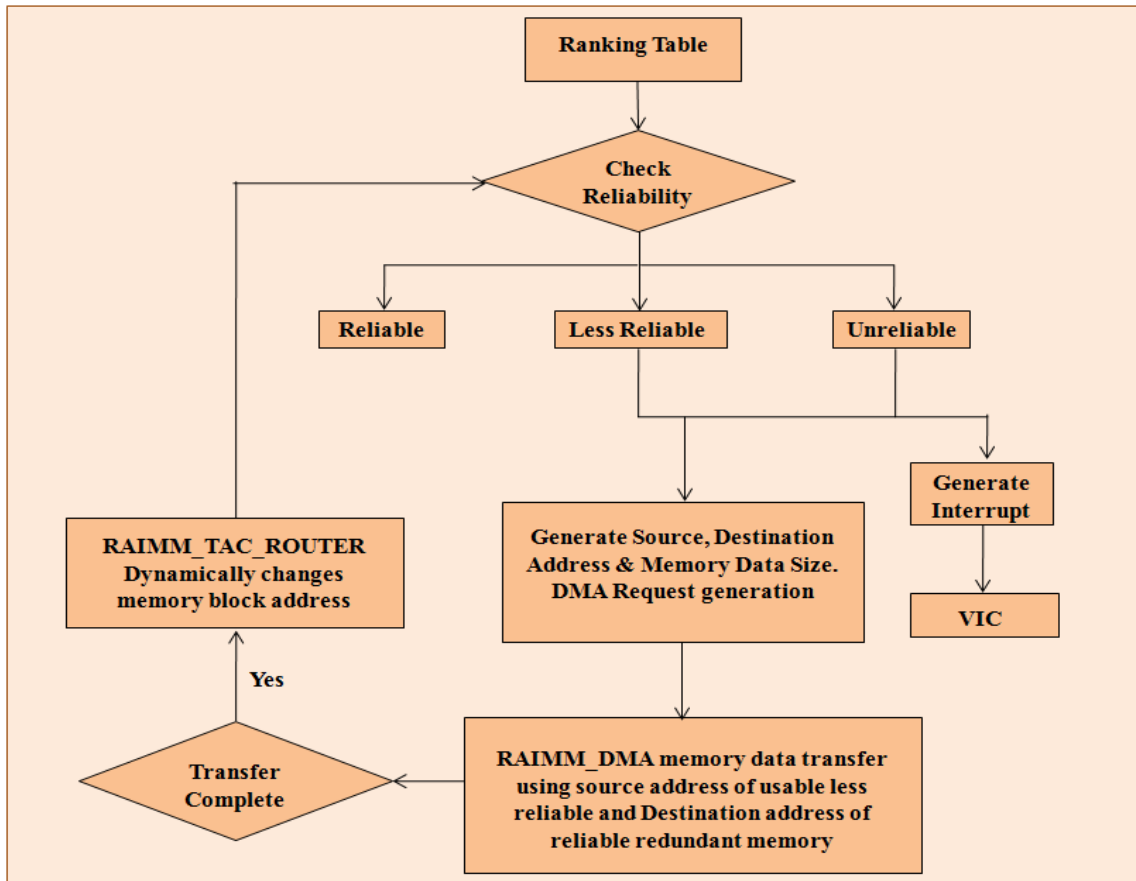 Ranking Table
Check
Reliability
Reliable
Less Reliable
Unreliable
Generate
Interrupt
VIC
Generate Source, Destination
Address & Memory Data Size.
DMA Request generation
RAIMM_TAC_ROUTER
Dynamically changes
memory block address
Yes
Transfer
Complete
RAIMM_DMA memory data transfer
using source address of usable less
reliable and Destination address of
reliable redundant memory